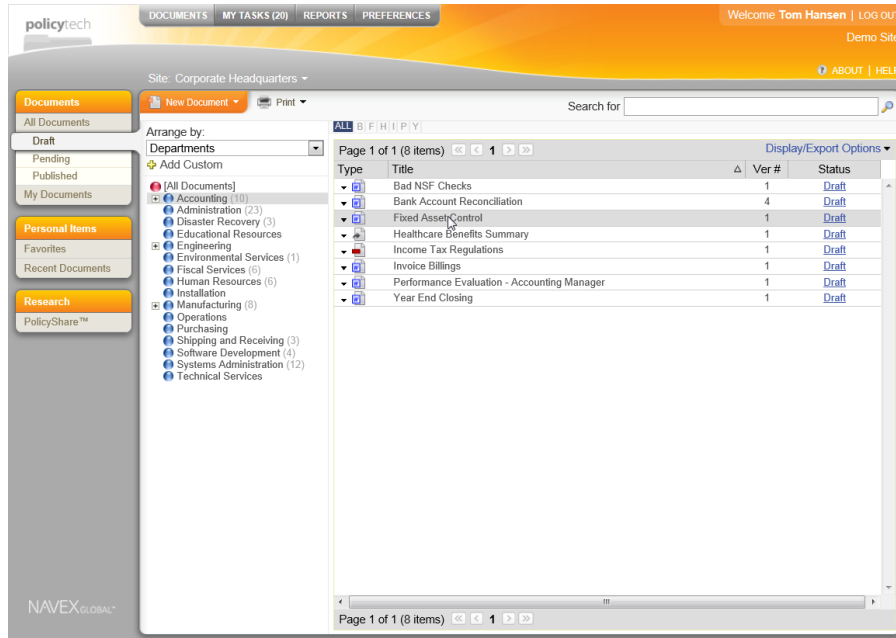 policytech
DOCUMENTS MY TASKS (20) REPORTS PREFERENCES
Welcome Tom Hansen | LOG OUT
Demo Site
Site: Corporate Headquarters
ABOUT | HELP
Documents
All Documents
Draft
Pending
Published
My Documents
Personal Items
Favorites
Recent Documents
Research
PolicyShare™
NAVEX GLOBAL
New Document Print
Search for
Arrange by:
Departments
Add Custom
[All Documents]
Accounting (10)
Administration (23)
Disaster Recovery (3)
Educational Resources
Engineering
Environmental Services (1)
Fiscal Services (6)
Human Resources (6)
Installation
Manufacturing (8)
Operations
Purchasing
Shipping and Receiving (3)
Software Development (4)
Systems Administration (12)
Technical Services
ALL B F H I P Y
Page 1 of 1 (8 items) 1 Display/Export Options
Type Title Ver # Status
Bad NSF Checks 1 Draft
Bank Account Reconciliation 4 Draft
Fixed Asset Control 1 Draft
Healthcare Benefits Summary 1 Draft
Income Tax Regulations 1 Draft
Invoice Billings 1 Draft
Performance Evaluation - Accounting Manager 1 Draft
Year End Closing 1 Draft
Page 1 of 1 (8 items) 1